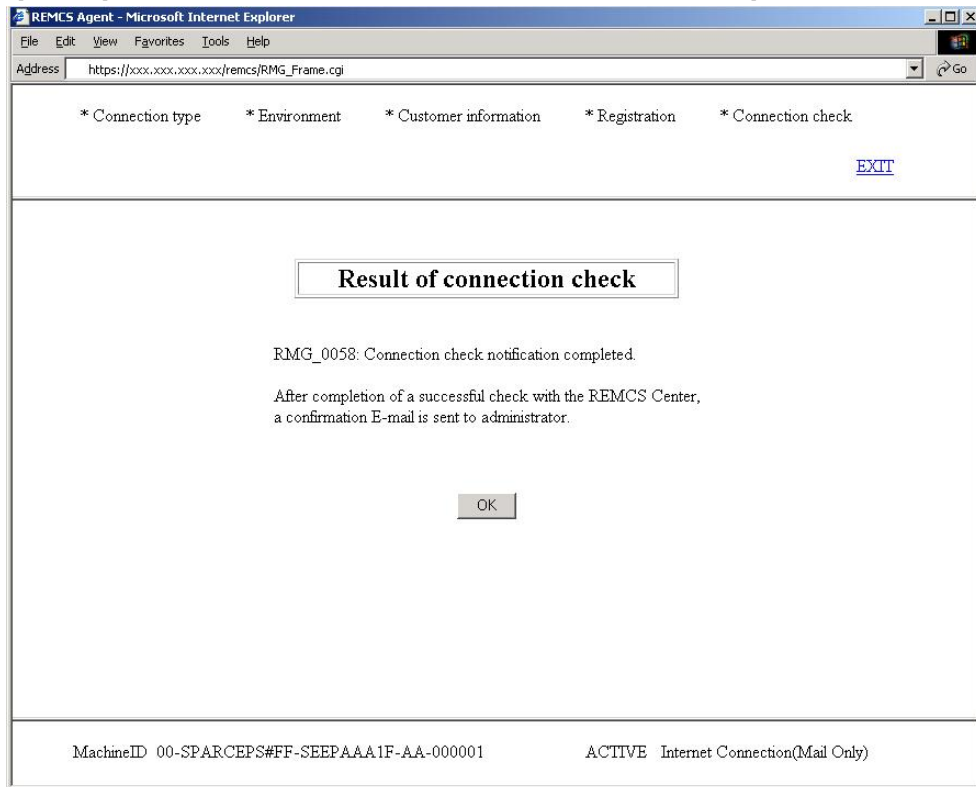 REMCS Agent - Microsoft Internet Explorer
File Edit View Favorites Tools Help
Address https://xxx.xxx.xxx.xxx/remcs/RMG_Frame.cgi Go
* Connection type * Environment * Customer information * Registration * Connection check
EXIT
Result of connection check
RMG_0058: Connection check notification completed.
After completion of a successful check with the REMCS Center,
a confirmation E-mail is sent to administrator.
OK
MachineID 00-SPARCEPS#FF-SEEPAAA1F-AA-000001 ACTIVE Internet Connection(Mail Only)